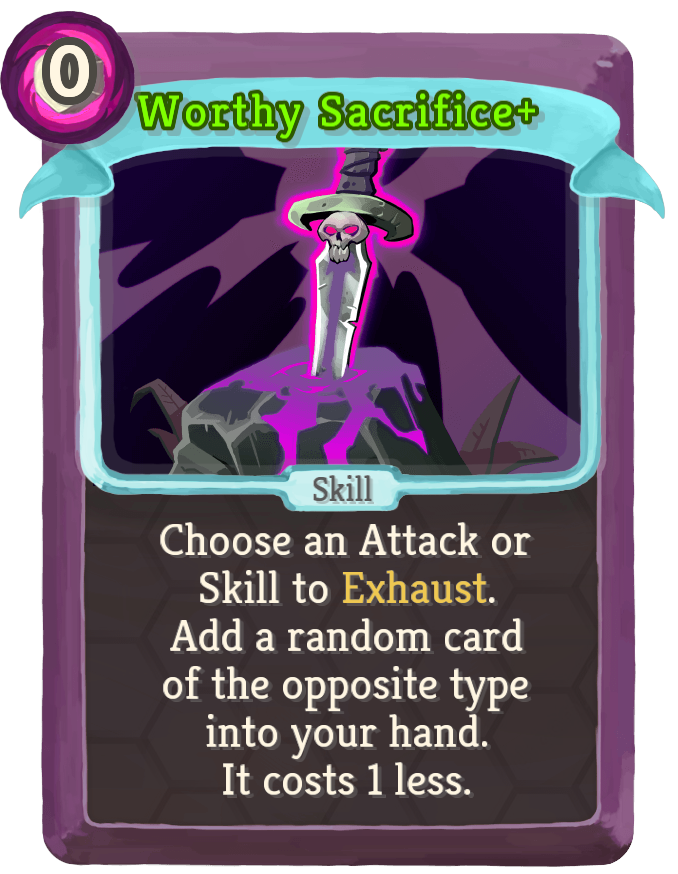 0
Worthy Sacrifice+
Skill
Choose an Attack or
Skill to Exhaust.
Add a random card
of the opposite type
into your hand.
It costs 1 less.